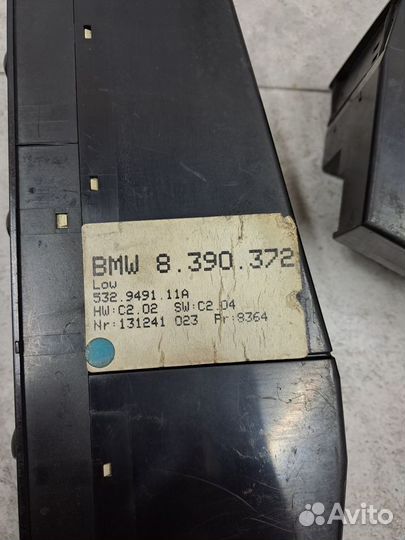 BMW 8.390.372
Low
532.9491.11A
HW:C2.02 SW:C2.04
Nr:131241 023 Pr:8364
Avito